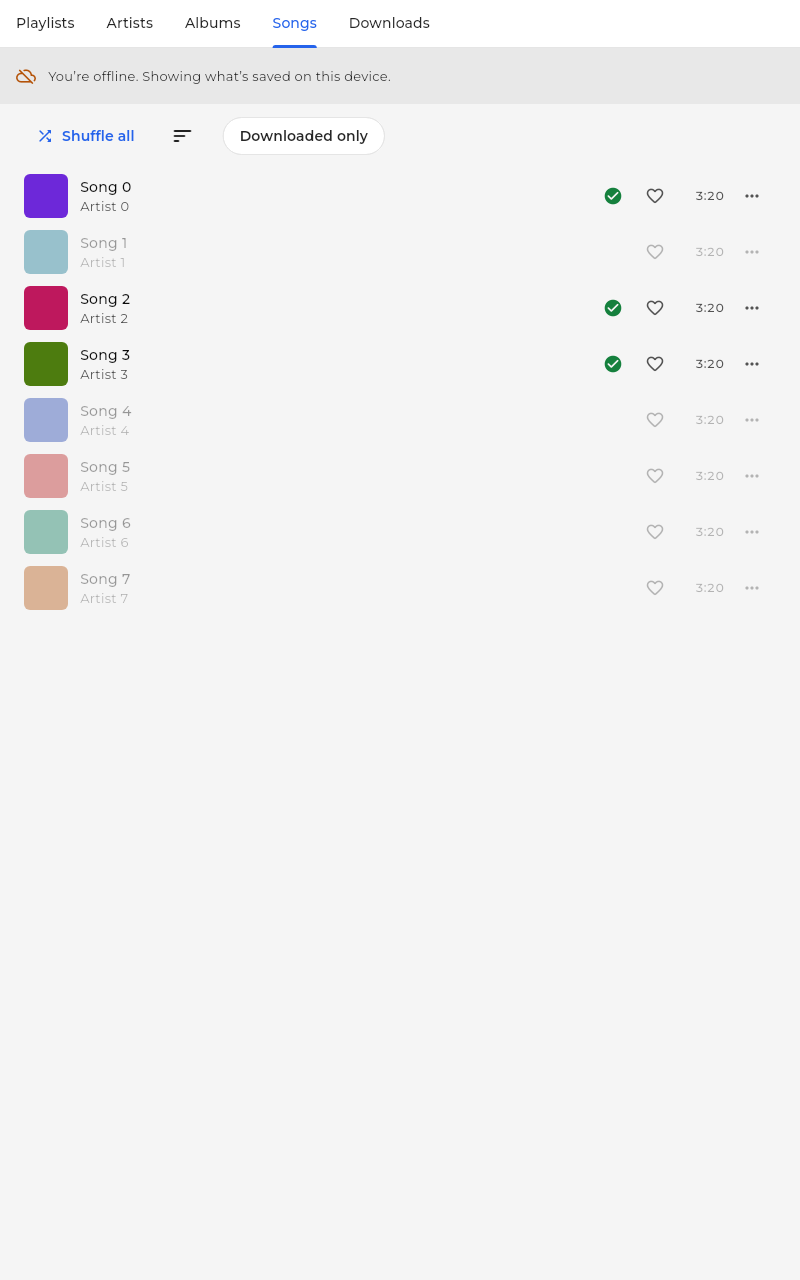 Playlists Artists Albums Songs Downloads
You’re offline. Showing what’s saved on this device.
Shuffle all Downloaded only
Song 0
Artist 0
3:20
Song 1
Artist 1
3:20
Song 2
Artist 2
3:20
Song 3
Artist 3
3:20
Song 4
Artist 4
3:20
Song 5
Artist 5
3:20
Song 6
Artist 6
3:20
Song 7
Artist 7
3:20